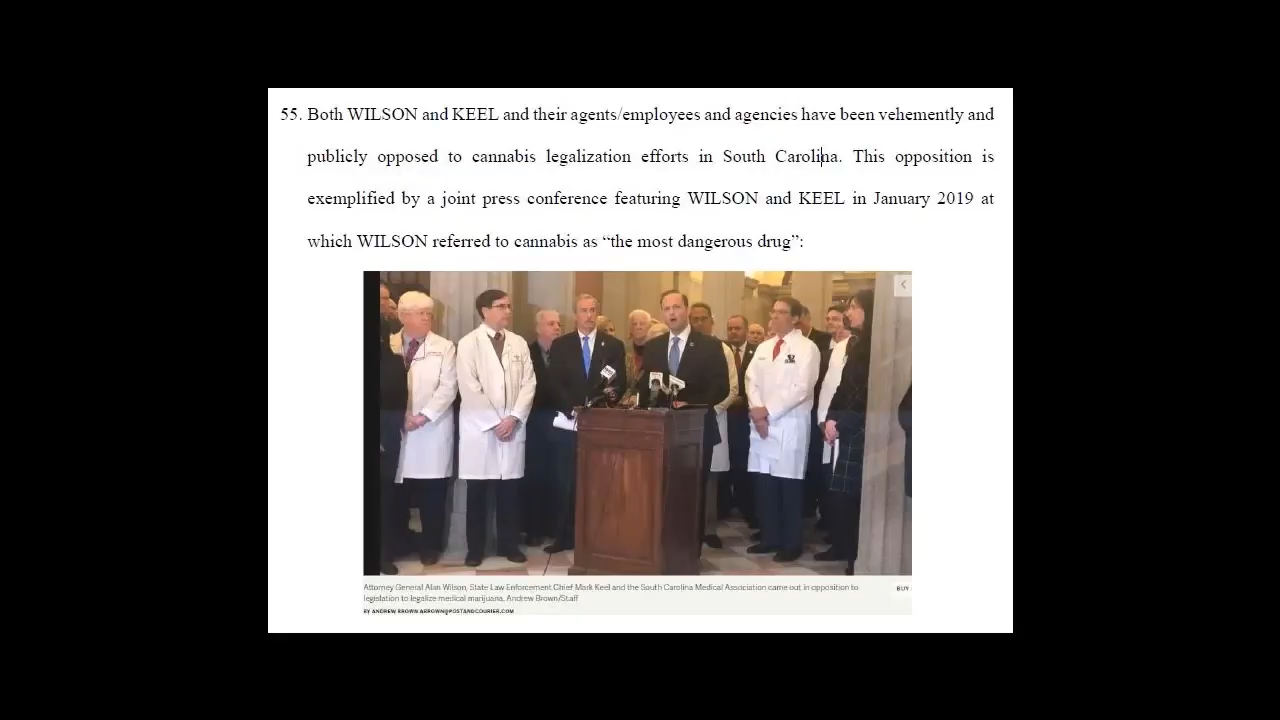 55. Both WILSON and KEEL and their agents/employees and agencies have been vehemently and
publicly opposed to cannabis legalization efforts in South Carolina. This opposition is
exemplified by a joint press conference featuring WILSON and KEEL in January 2019 at
which WILSON referred to cannabis as “the most dangerous drug”:
Attorney General Alan Wilson, State Law Enforcement Chief Mark Keel and the South Carolina Medical Association came out in opposition to
legislation to legalize medical marijuana. Andrew Brown/Staff
BUY
BY ANDREW BROWN ABROWN@POSTANDCOURIER.COM